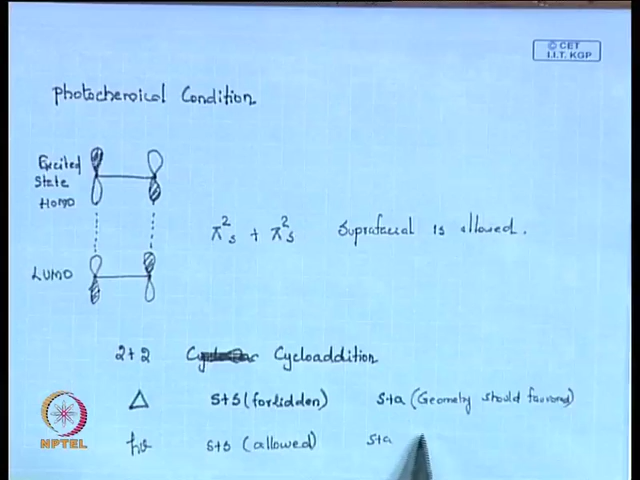 © CET
I.I.T. KGP
Photochemical Condition
Excited
State
HOMO
π²s + π²s Suprafacial is allowed.
LUMO
2+2 Cycloaddition
Δ s+s (forbidden) s+a (Geometry should favored)
hν s+s (allowed) s+a
NPTEL